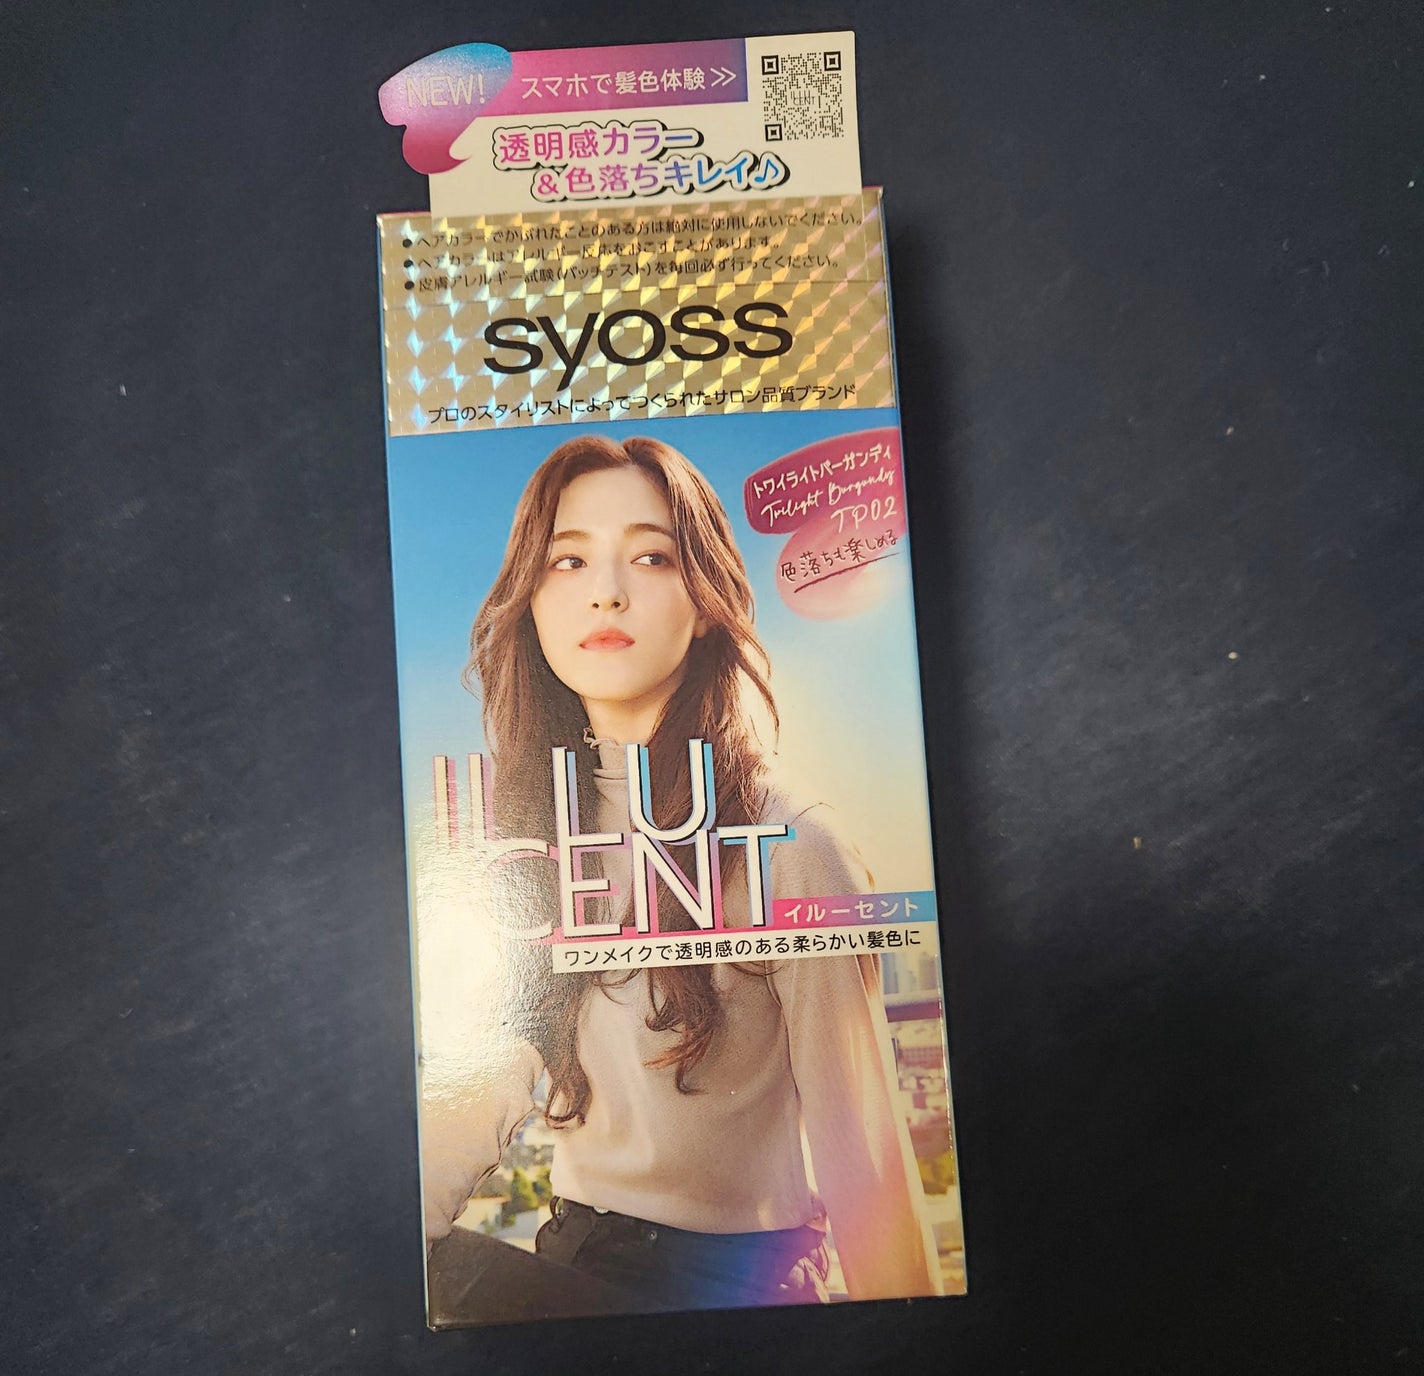 NEW!
スマホで髪色体験≫
ILLU
CENT
透明感カラー
&色落ちキレイ♪
●ヘアカラーでかぶれたことのある方は絶対に使用しないでください。
●ヘアカラーはアレルギー反応をおこすことがあります。
●皮膚アレルギー試験(パッチテスト)を毎回必ず行ってください。
syoss
プロのスタイリストによってつくられたサロン品質ブランド
トワイライトバーガンディ
Twilight Burgundy
TP02
色落ちも楽しめる
ILLU
CENT
イルーセント
ワンメイクで透明感のある柔らかい髪色に